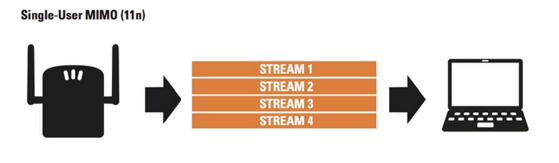 Single-User MIMO (11n)
STREAM 1
STREAM 2
STREAM 3
STREAM 4